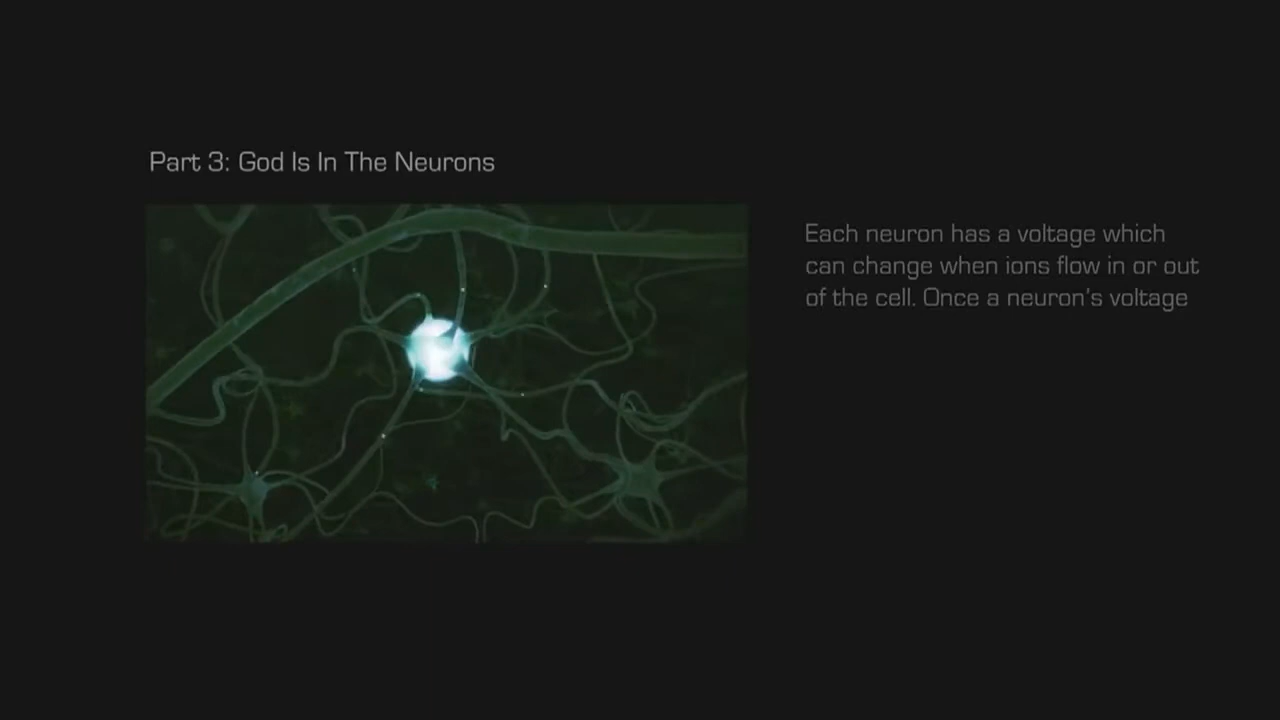 Part 3: God Is In The Neurons
Each neuron has a voltage which
can change when ions flow in or out
of the cell. Once a neuron's voltage